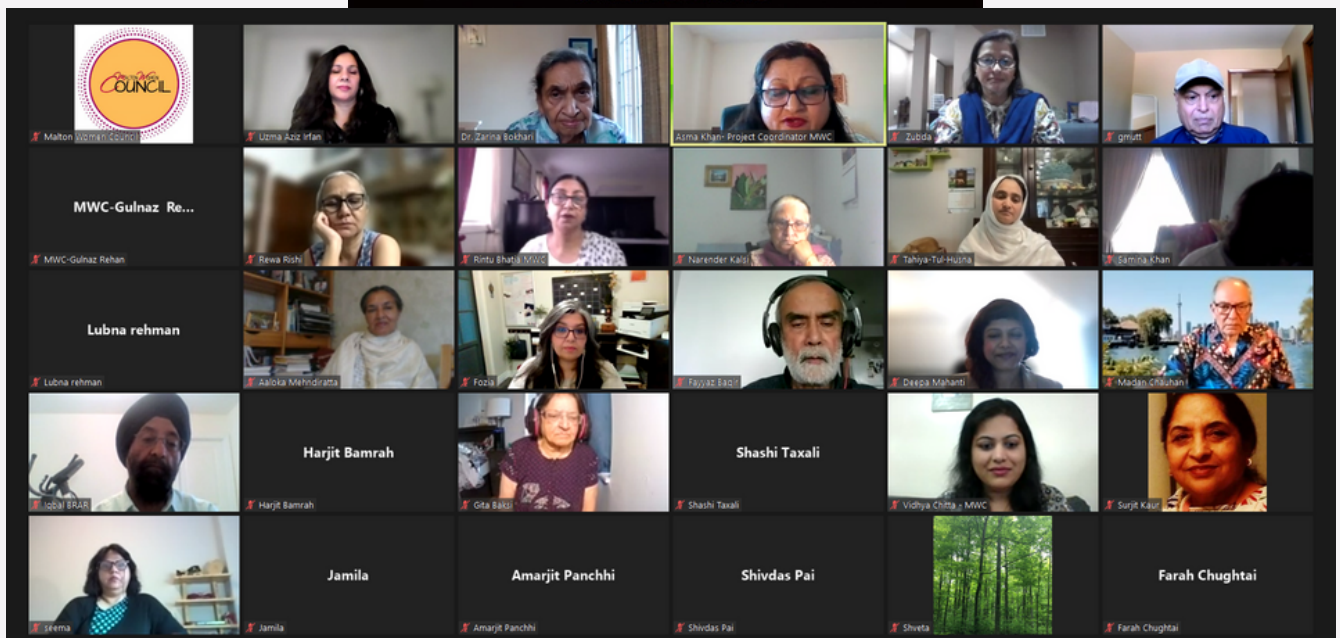 MALTON WOMEN
COUNCIL
Malton Women Council
Uzma Aziz Irfan
Dr. Zarina Bokhari
Asma Khan- Project Coordinator MWC
Zubda
gmutt
MWC-Gulnaz Re...
MWC-Gulnaz Rehan
Rewa Rishi
Rintu Bhatia MWC
Narender Kalsi
Tahiya-Tul-Husna
Samina Khan
Lubna rehman
Lubna rehman
Aaloka Mehndiratta
Fozia
Fayyaz Baqir
Deepa Mahanti
Madan Chauhan
Iqbal BRAR
Harjit Bamrah
Harjit Bamrah
Gita Baksi
Shashi Taxali
Shashi Taxali
Vidhya Chitta - MWC
Surjit Kaur
seema
Jamila
Jamila
Amarjit Panchhi
Amarjit Panchhi
Shivdas Pai
Shivdas Pai
Shveta
Farah Chughtai
Farah Chughtai